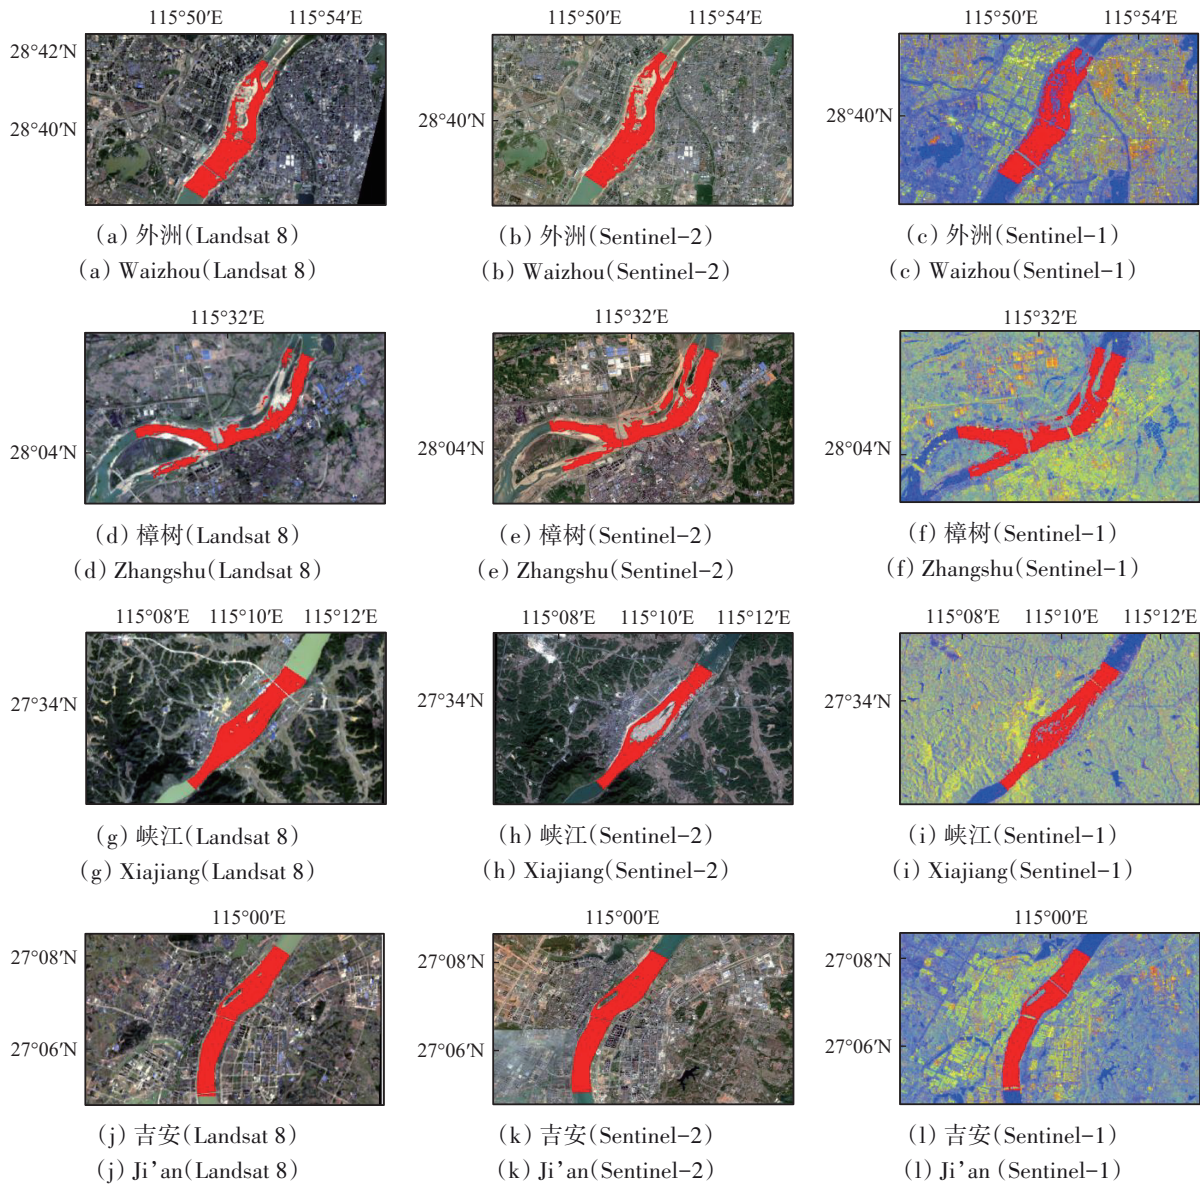 115°50′E 115°54′E 115°50′E 115°54′E 115°50′E 115°54′E
28°42′N
28°40′N 28°40′N 28°40′N
(a) 外洲(Landsat 8) (b) 外洲(Sentinel-2) (c) 外洲(Sentinel-1)
(a) Waizhou(Landsat 8) (b) Waizhou(Sentinel-2) (c) Waizhou(Sentinel-1)
115°32′E 115°32′E 115°32′E
28°04′N 28°04′N 28°04′N
(d) 樟树(Landsat 8) (e) 樟树(Sentinel-2) (f) 樟树(Sentinel-1)
(d) Zhangshu(Landsat 8) (e) Zhangshu(Sentinel-2) (f) Zhangshu(Sentinel-1)
115°08′E 115°10′E 115°12′E 115°08′E 115°10′E 115°12′E 115°08′E 115°10′E 115°12′E
27°34′N 27°34′N 27°34′N
(g) 峡江(Landsat 8) (h) 峡江(Sentinel-2) (i) 峡江(Sentinel-1)
(g) Xiajiang(Landsat 8) (h) Xiajiang(Sentinel-2) (i) Xiajiang(Sentinel-1)
115°00′E 115°00′E 115°00′E
27°08′N 27°08′N 27°08′N
27°06′N 27°06′N 27°06′N
(j) 吉安(Landsat 8) (k) 吉安(Sentinel-2) (l) 吉安(Sentinel-1)
(j) Ji’an(Landsat 8) (k) Ji’an(Sentinel-2) (l) Ji’an (Sentinel-1)